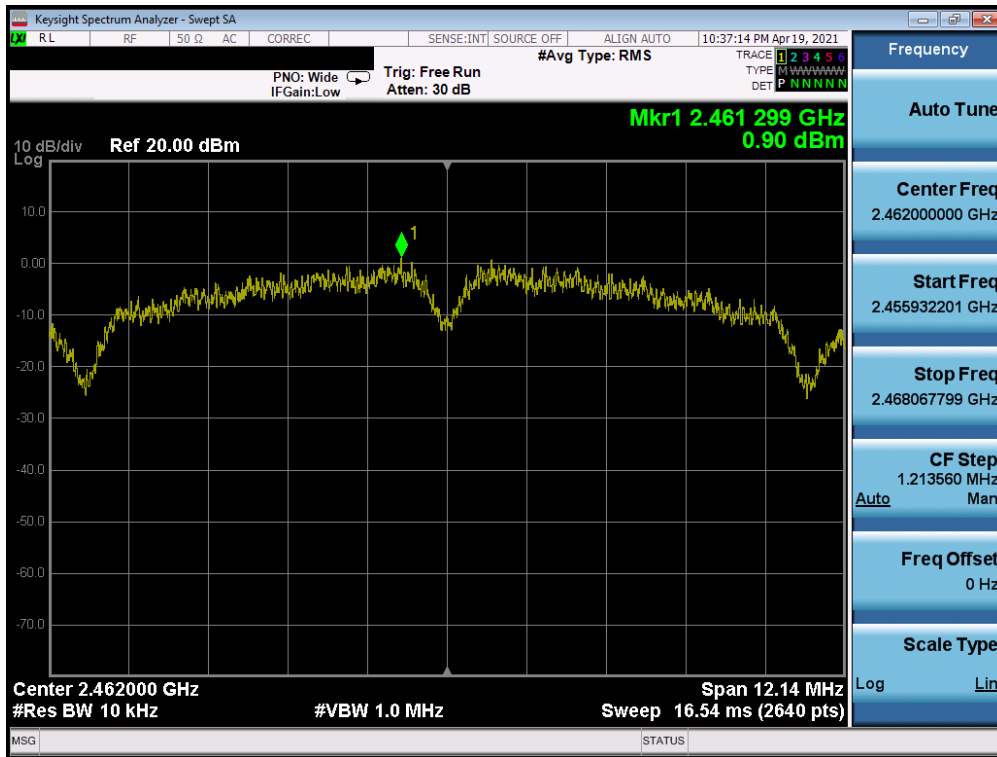 Keysight Spectrum Analyzer - Swept SA
LXI RL RF 50 Ω AC CORREC SENSE:INT SOURCE OFF ALIGN AUTO 10:37:14 PM Apr 19, 2021
#Avg Type: RMS TRACE 1 2 3 4 5 6
PNO: Wide Trig: Free Run TYPE M WWWWW
IFGain:Low Atten: 30 dB DET P N N N N N
Mkr1 2.461 299 GHz
0.90 dBm
10 dB/div Ref 20.00 dBm
Log
10.0
1
0.00
-10.0
-20.0
-30.0
-40.0
-50.0
-60.0
-70.0
Center 2.462000 GHz Span 12.14 MHz
#Res BW 10 kHz #VBW 1.0 MHz Sweep 16.54 ms (2640 pts)
MSG STATUS
Frequency
Auto Tune
Center Freq
2.462000000 GHz
Start Freq
2.455932201 GHz
Stop Freq
2.468067799 GHz
CF Step
1.213560 MHz
Auto Man
Freq Offset
0 Hz
Scale Type
Log Lin